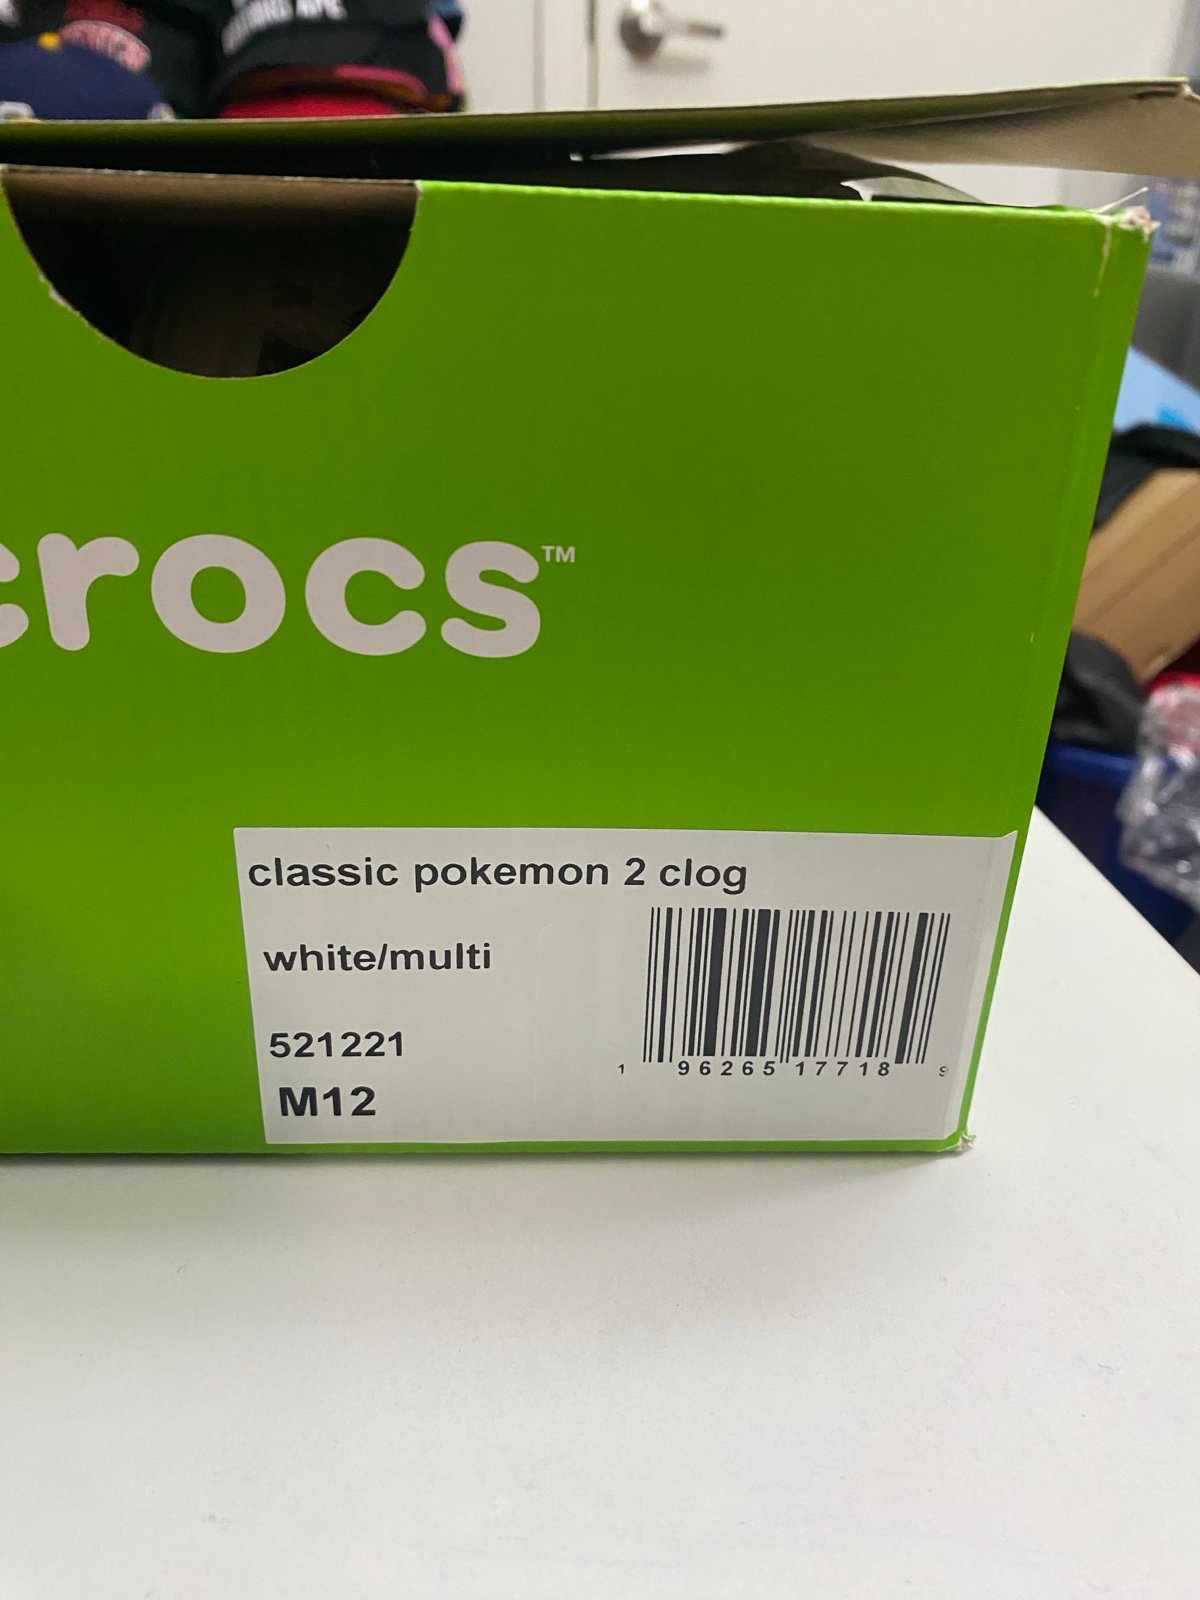 crocs™
classic pokemon 2 clog
white/multi
521221
M12
1 96265 17718 9